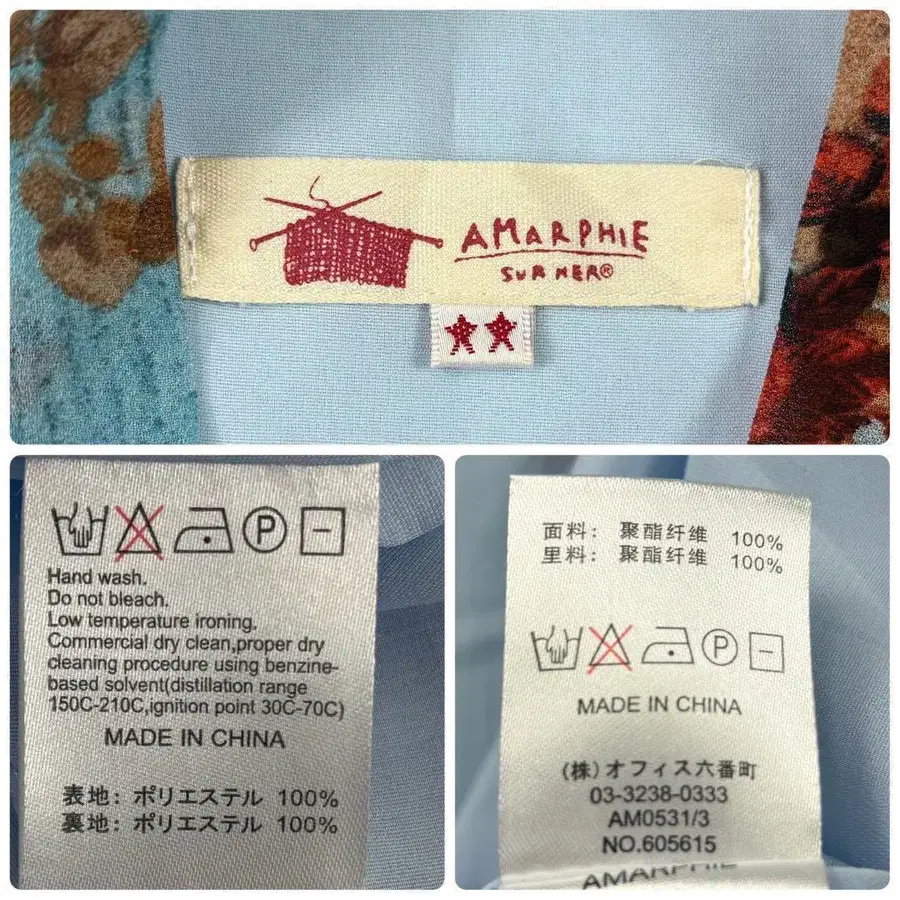 AMARPHIE
SUR MER®
Hand wash.
Do not bleach.
Low temperature ironing.
Commercial dry clean,proper dry
cleaning procedure using benzine-
based solvent(distillation range
150C-210C,ignition point 30C-70C)
MADE IN CHINA
表地: ポリエステル 100%
裏地: ポリエステル 100%
面料: 聚酯纤维 100%
里料: 聚酯纤维 100%
P
MADE IN CHINA
(株)オフィス六番町
03-3238-0333
AM0531/3
NO.605615
AMARPHIE